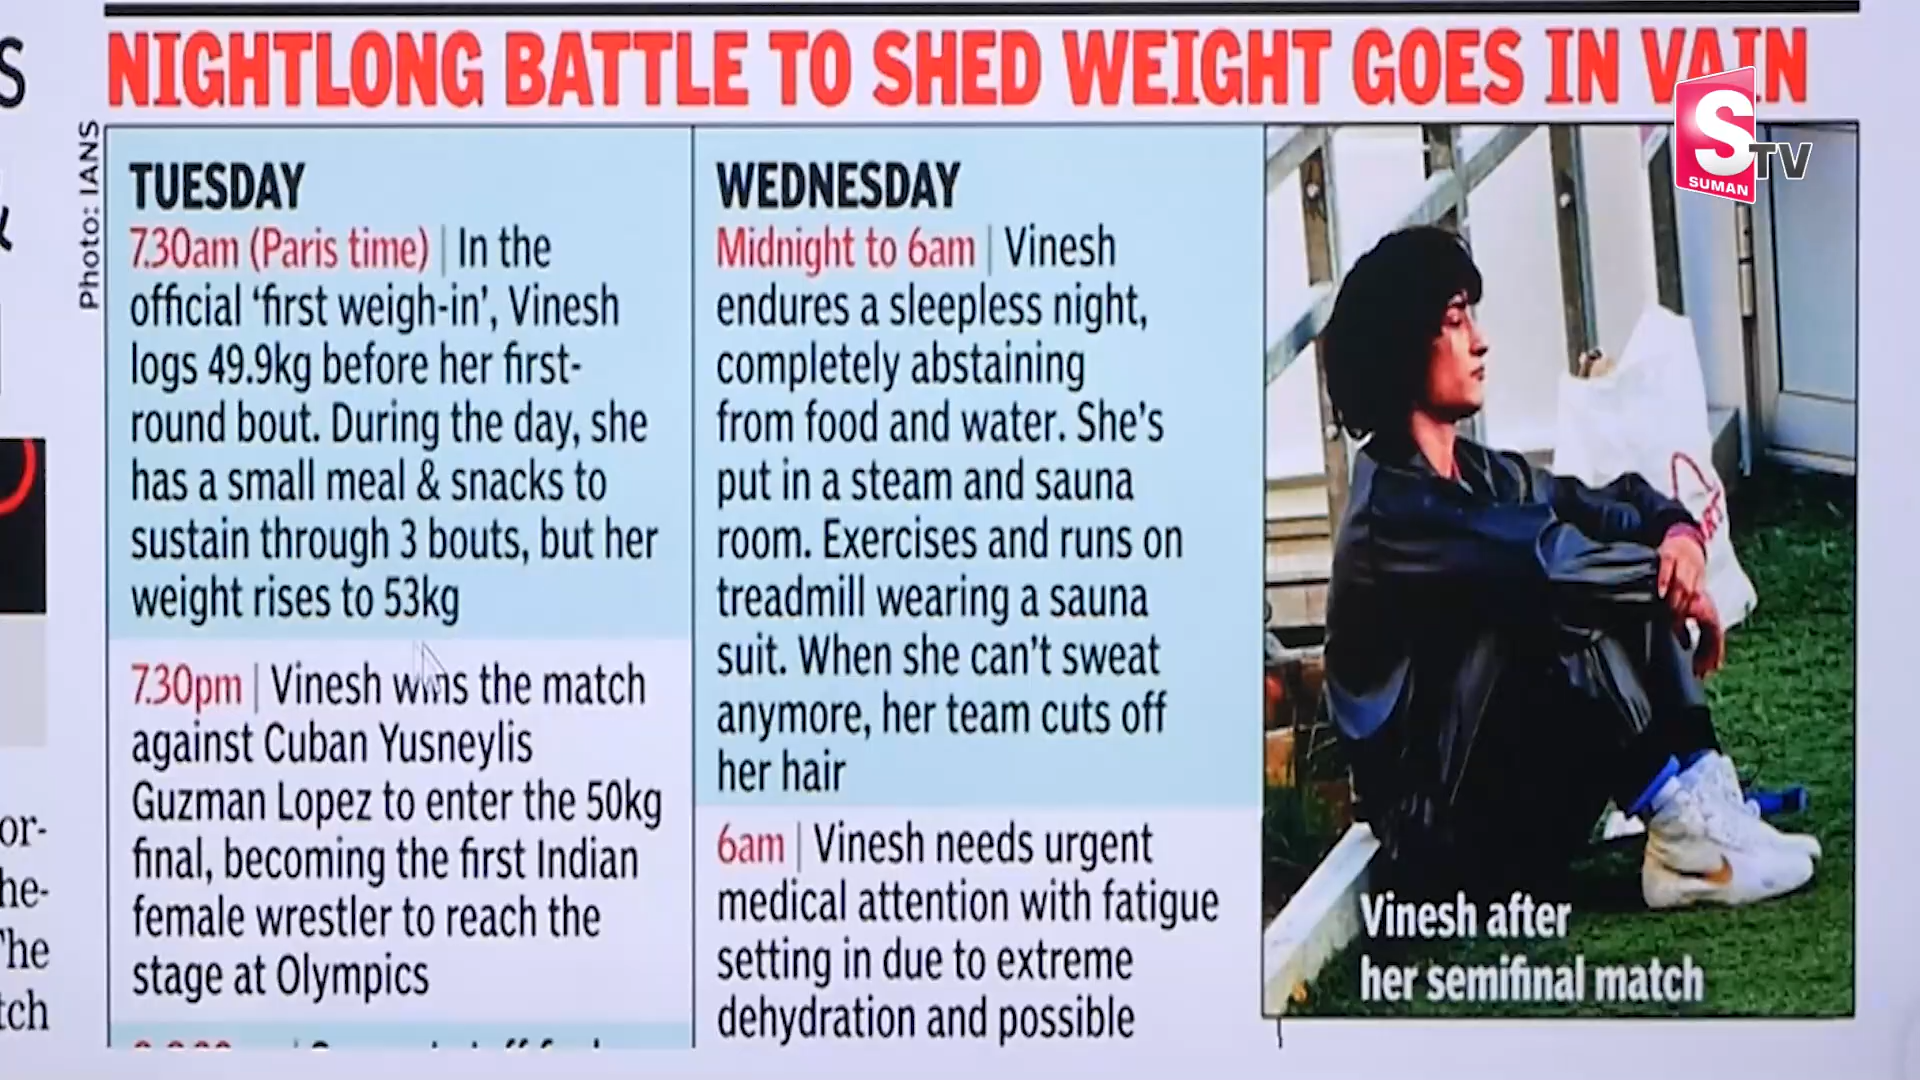 NIGHTLONG BATTLE TO SHED WEIGHT GOES IN VAIN
S
TV
SUMAN
Photo: IANS
TUESDAY
7.30am (Paris time) | In the
official ‘first weigh-in’, Vinesh
logs 49.9kg before her first-
round bout. During the day, she
has a small meal & snacks to
sustain through 3 bouts, but her
weight rises to 53kg
7.30pm | Vinesh wins the match
against Cuban Yusneylis
Guzman Lopez to enter the 50kg
final, becoming the first Indian
female wrestler to reach the
stage at Olympics
WEDNESDAY
Midnight to 6am | Vinesh
endures a sleepless night,
completely abstaining
from food and water. She’s
put in a steam and sauna
room. Exercises and runs on
treadmill wearing a sauna
suit. When she can’t sweat
anymore, her team cuts off
her hair
6am | Vinesh needs urgent
medical attention with fatigue
setting in due to extreme
dehydration and possible
Vinesh after
her semifinal match
or-
he-
The
tch